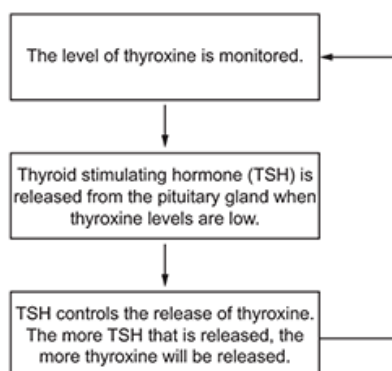 The level of thyroxine is monitored.
Thyroid stimulating hormone (TSH) is
released from the pituitary gland when
thyroxine levels are low.
TSH controls the release of thyroxine.
The more TSH that is released, the
more thyroxine will be released.